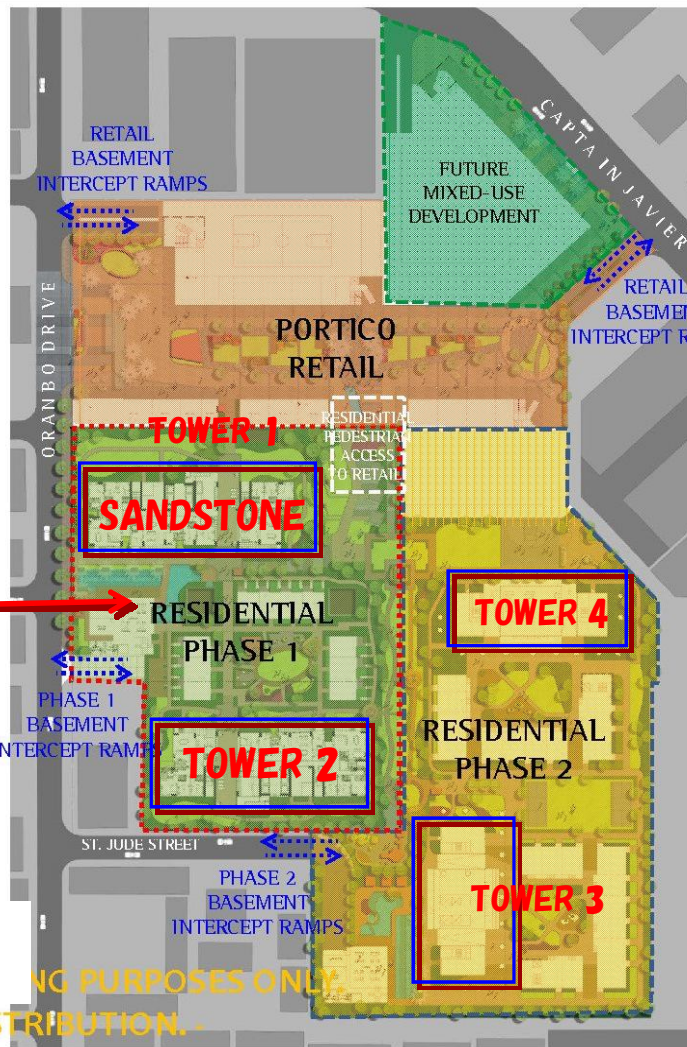 CAPTAIN JAVIER
RETAIL
BASEMENT
INTERCEPT RAMPS
FUTURE
MIXED-USE
DEVELOPMENT
RETAIL
BASEMEN
INTERCEPT R
ORANBO DRIVE
PORTICO
RETAIL
RESIDENTIAL
PEDESTRIAN
ACCESS
TO RETAIL
TOWER 1
SANDSTONE
RESIDENTIAL
PHASE 1
TOWER 4
PHASE 1
BASEMENT
INTERCEPT RAMPS
TOWER 2
RESIDENTIAL
PHASE 2
ST. JUDE STREET
PHASE 2
BASEMENT
INTERCEPT RAMPS
TOWER 3
NG PURPOSES ONLY.
STRIBUTION. -